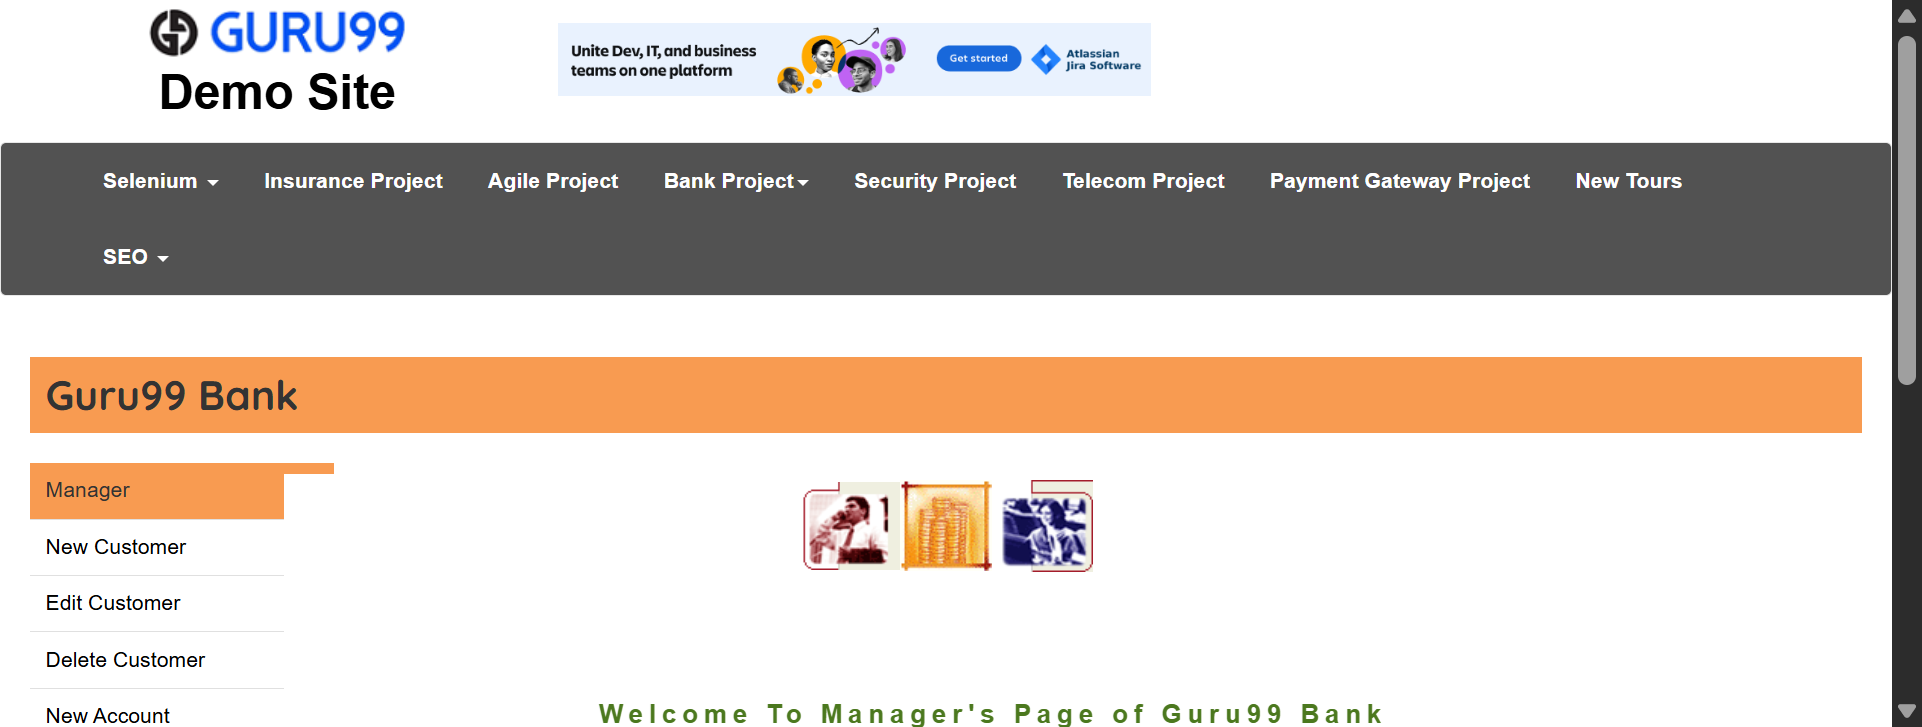 GURU99
Demo Site
Unite Dev, IT, and business
teams on one platform
Get started
Atlassian
Jira Software
Selenium
Insurance Project
Agile Project
Bank Project
Security Project
Telecom Project
Payment Gateway Project
New Tours
SEO
Guru99 Bank
Manager
New Customer
Edit Customer
Delete Customer
New Account
Welcome To Manager's Page of Guru99 Bank